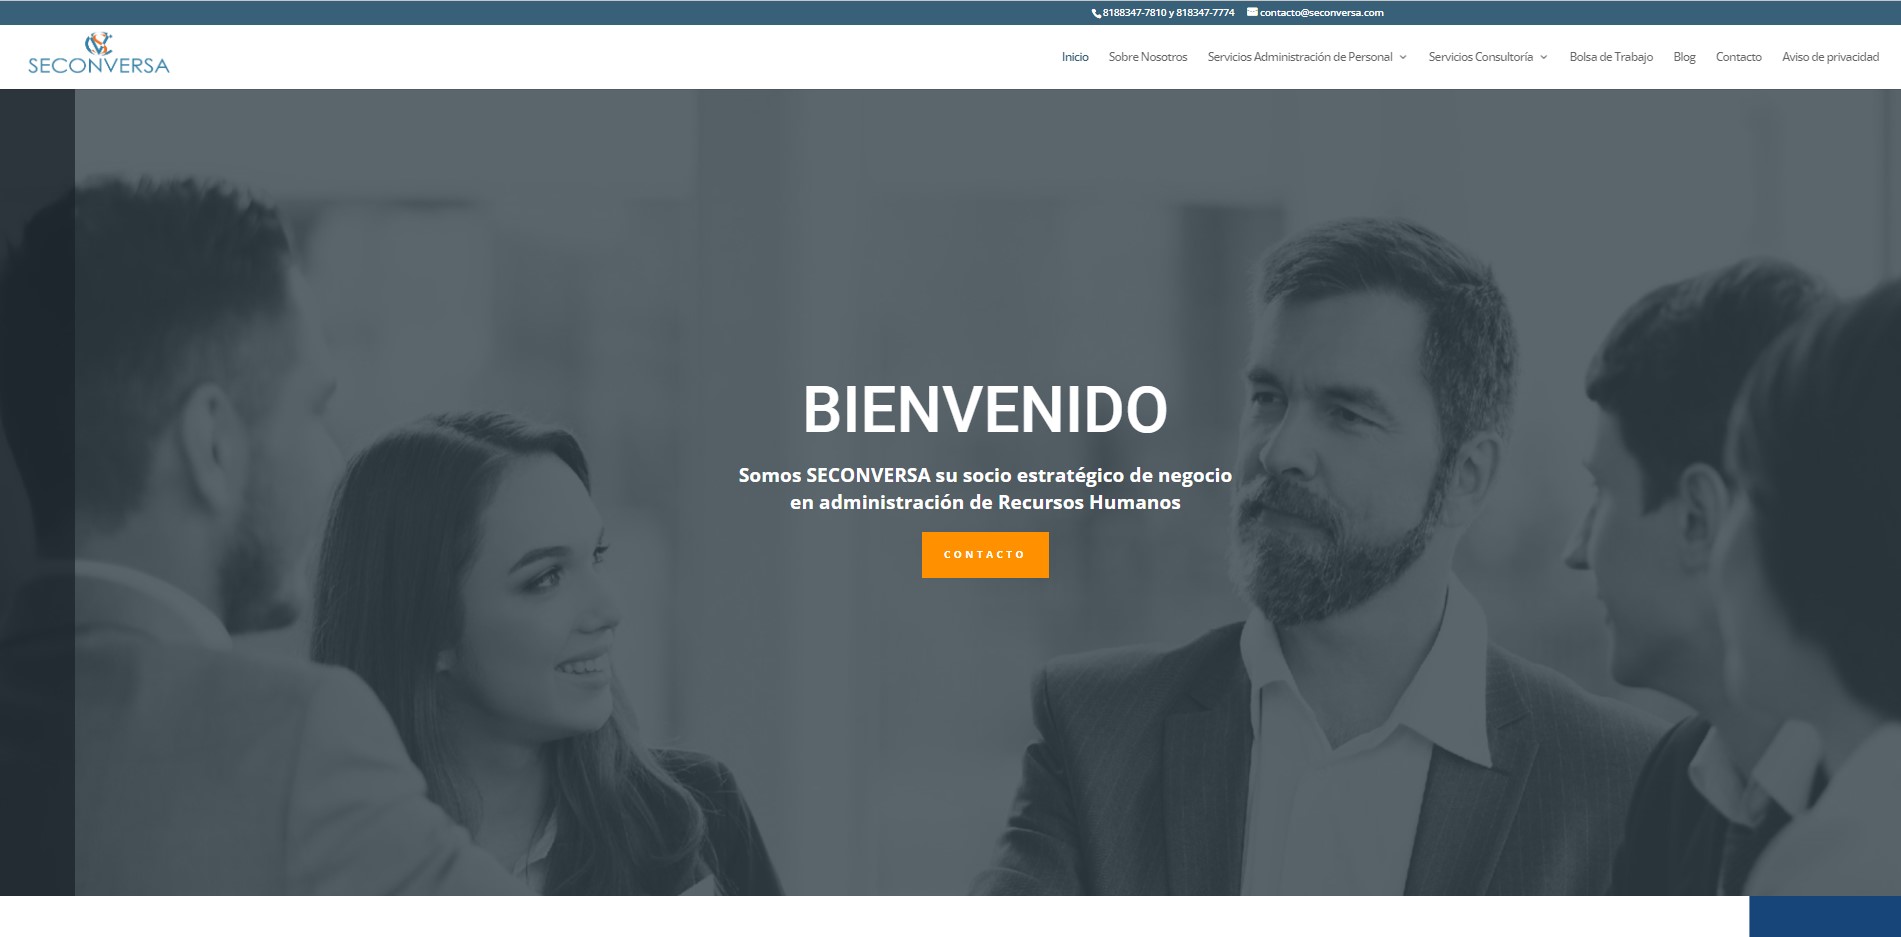 8188347-7810 y 818347-7774 contacto@seconversa.com
SECONVERSA
Inicio Sobre Nosotros Servicios Administración de Personal Servicios Consultoría Bolsa de Trabajo Blog Contacto Aviso de privacidad
BIENVENIDO
Somos SECONVERSA su socio estratégico de negocio
en administración de Recursos Humanos
CONTACTO